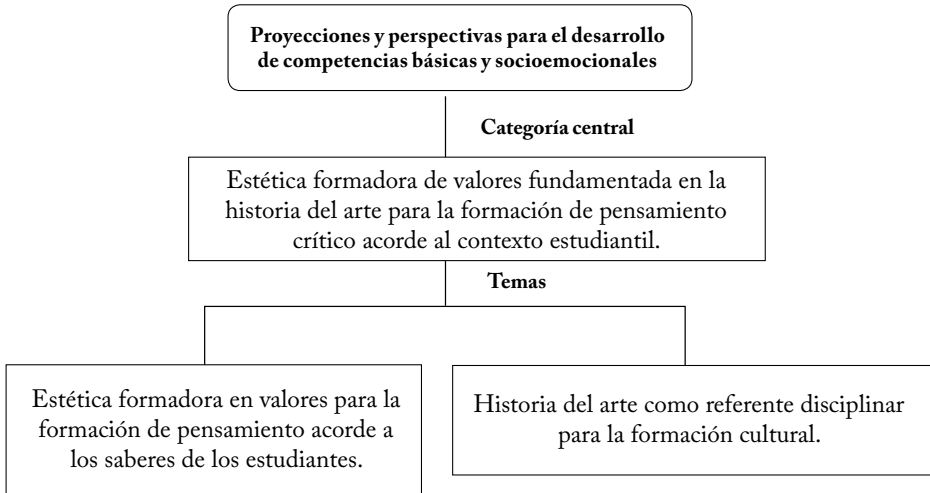 Proyecciones y perspectivas para el desarrollo
de competencias básicas y socioemocionales
Categoría central
Estética formadora de valores fundamentada en la
historia del arte para la formación de pensamiento
crítico acorde al contexto estudiantil.
Temas
Estética formadora en valores para la
formación de pensamiento acorde a
los saberes de los estudiantes.
Historia del arte como referente disciplinar
para la formación cultural.